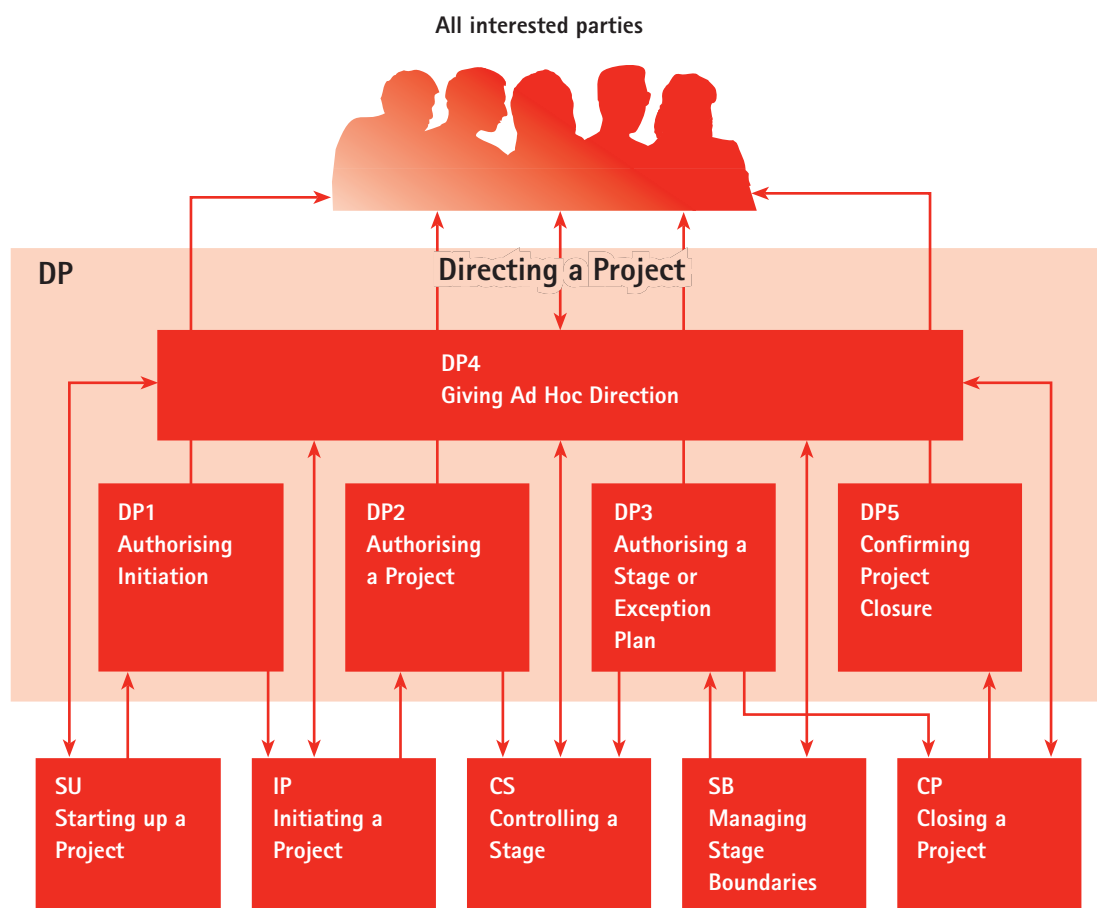 All interested parties
DP
Directing a Project
DP4
Giving Ad Hoc Direction
DP1
Authorising
Initiation
DP2
Authorising
a Project
DP3
Authorising a
Stage or
Exception
Plan
DP5
Confirming
Project
Closure
SU
Starting up a
Project
IP
Initiating a
Project
CS
Controlling a
Stage
SB
Managing
Stage
Boundaries
CP
Closing a
Project